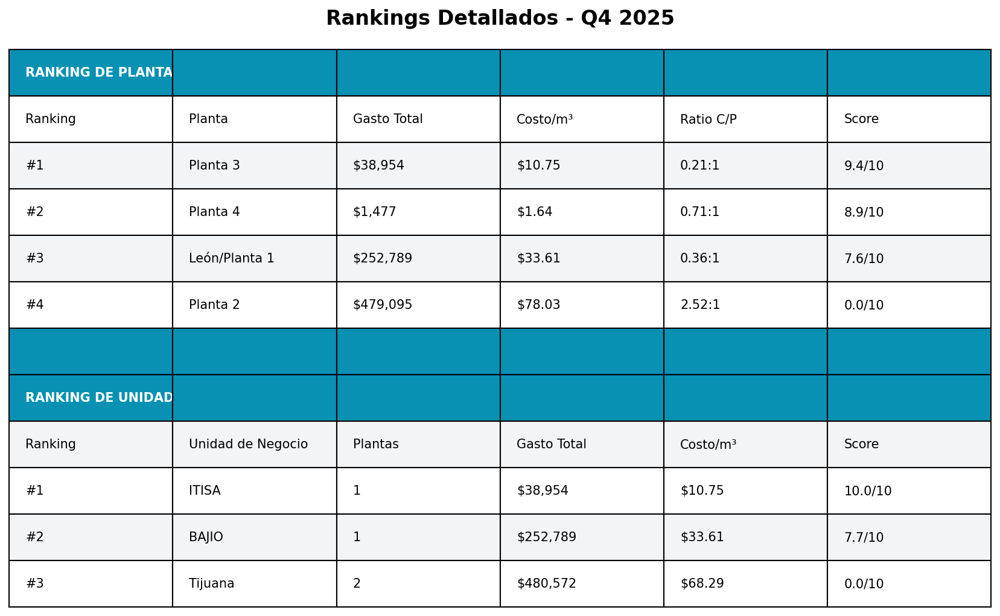 Rankings Detallados - Q4 2025
RANKING DE PLANTA
Ranking Planta Gasto Total Costo/m³ Ratio C/P Score
#1 Planta 3 $38,954 $10.75 0.21:1 9.4/10
#2 Planta 4 $1,477 $1.64 0.71:1 8.9/10
#3 León/Planta 1 $252,789 $33.61 0.36:1 7.6/10
#4 Planta 2 $479,095 $78.03 2.52:1 0.0/10
RANKING DE UNIDAD
Ranking Unidad de Negocio Plantas Gasto Total Costo/m³ Score
#1 ITISA 1 $38,954 $10.75 10.0/10
#2 BAJIO 1 $252,789 $33.61 7.7/10
#3 Tijuana 2 $480,572 $68.29 0.0/10